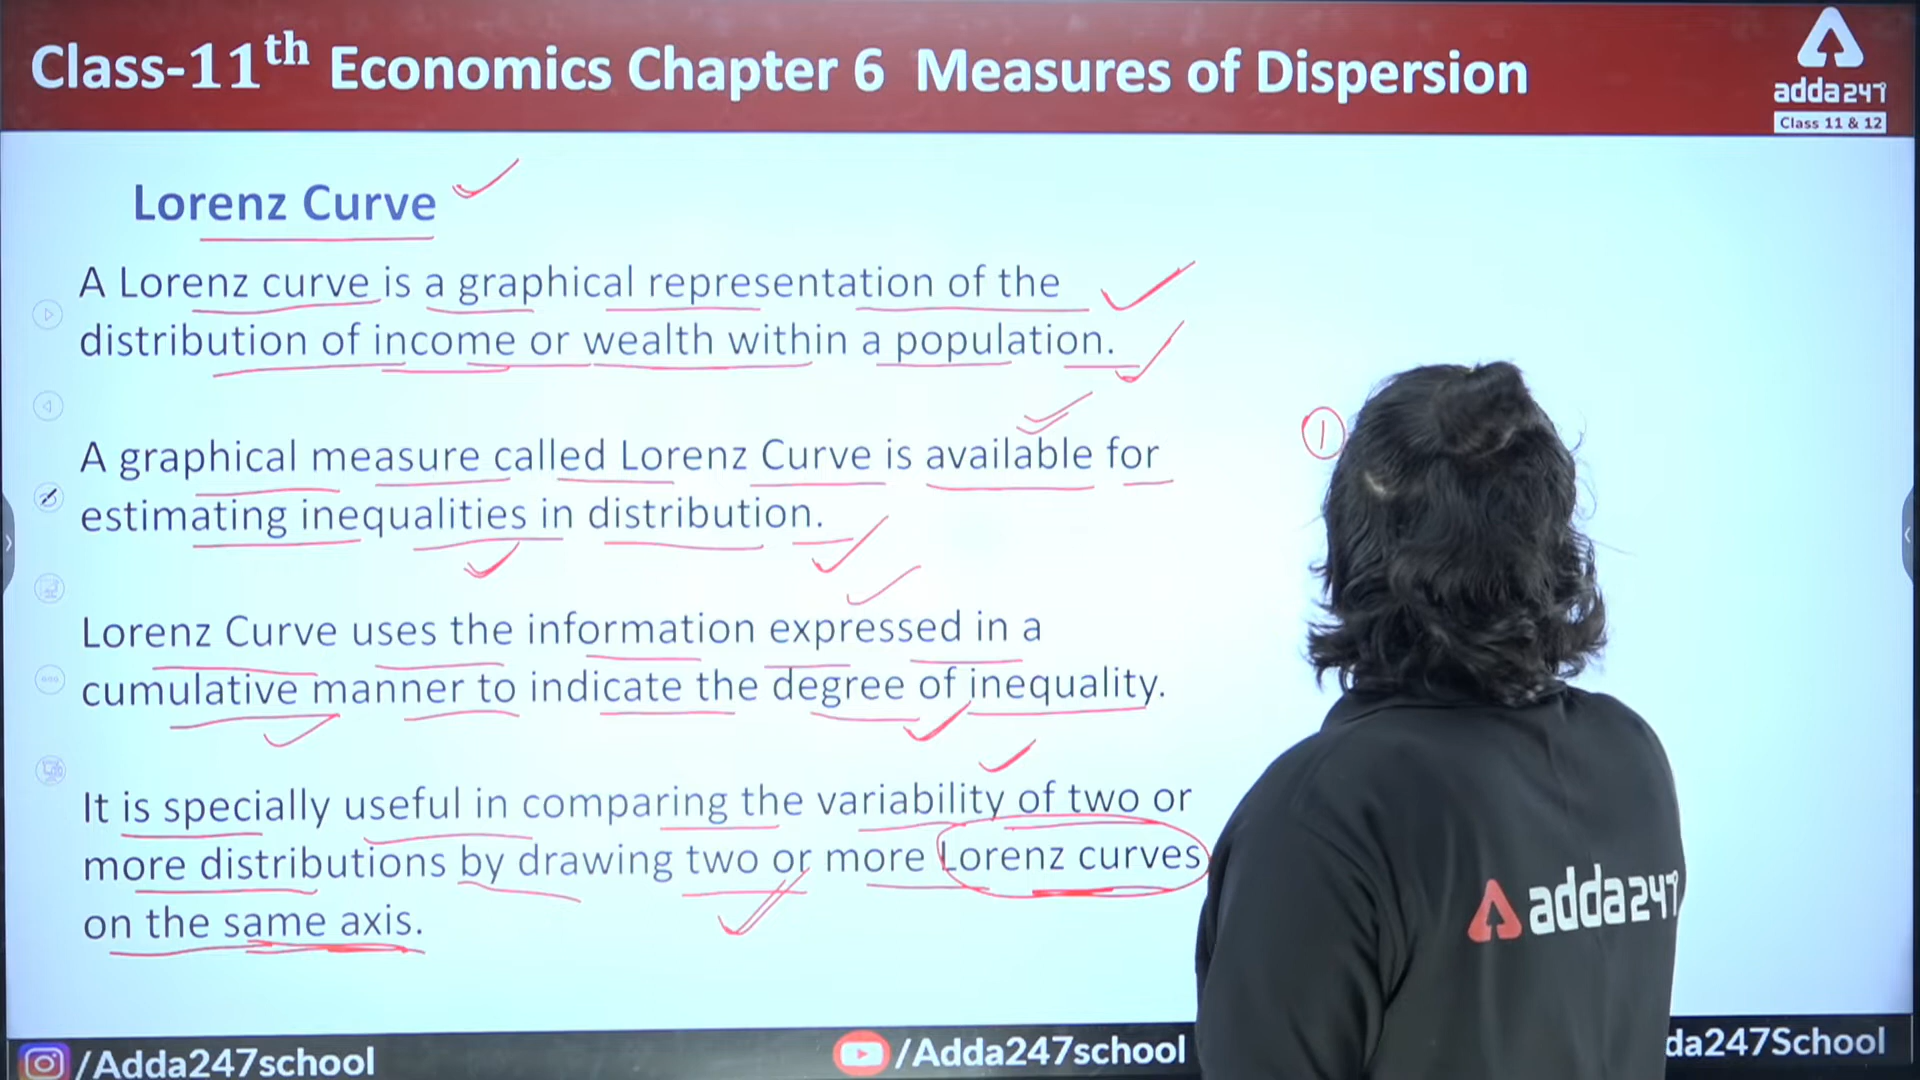 Class-11th Economics Chapter 6 Measures of Dispersion
adda247
Class 11 & 12
Lorenz Curve
A Lorenz curve is a graphical representation of the
distribution of income or wealth within a population.
1
A graphical measure called Lorenz Curve is available for
estimating inequalities in distribution.
Lorenz Curve uses the information expressed in a
cumulative manner to indicate the degree of inequality.
It is specially useful in comparing the variability of two or
more distributions by drawing two or more Lorenz curves
on the same axis.
adda247
/Adda247school
/Adda247school
da247School